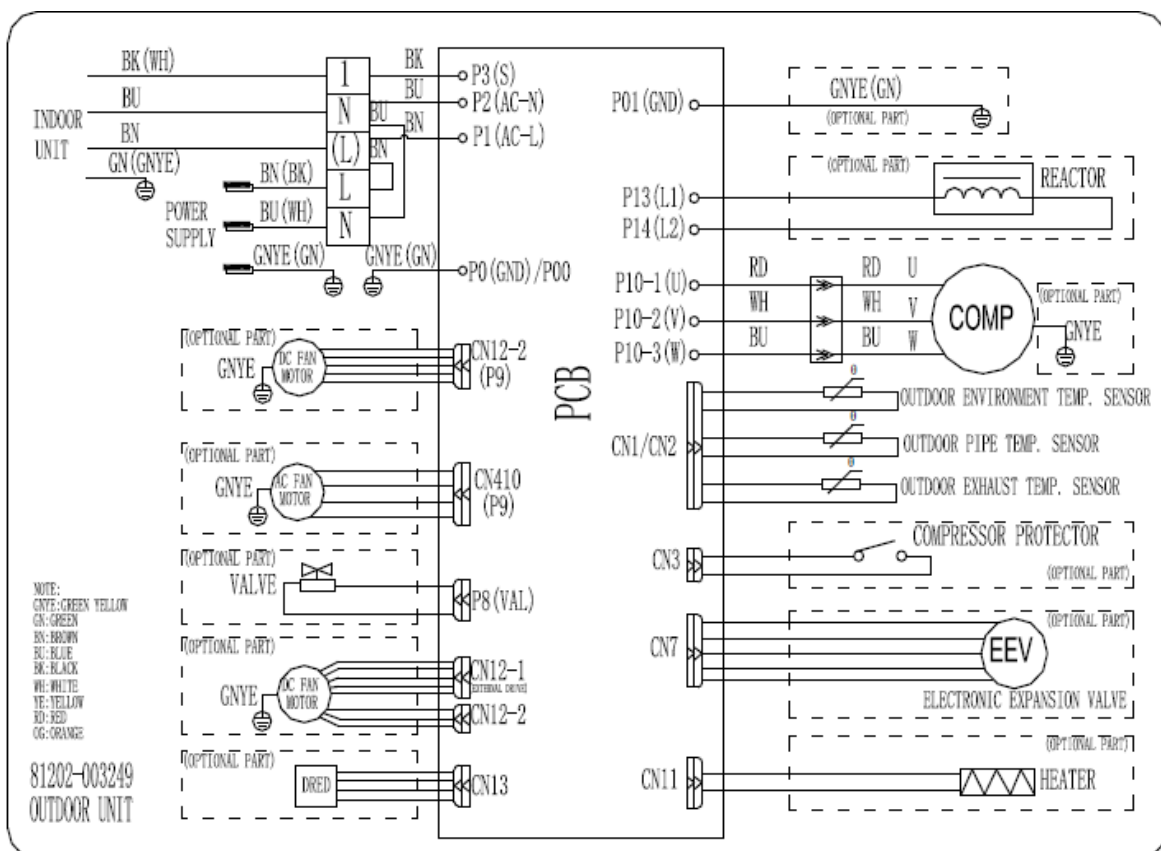 BK(WH)
BU
INDOOR
UNIT
BN
GN(GNYE)
1
N
(L)
L
N
BK
BU
BU
BN
BN
BN(BK)
BU(WH)
POWER
SUPPLY
GNYE(GN)
GNYE(GN)
P3(S)
P2(AC-N)
P1(AC-L)
P0(GND)/P00
(OPTIONAL PART)
GNYE
DC FAN
MOTOR
CN12-2
(P9)
(OPTIONAL PART)
GNYE
AC FAN
MOTOR
CN410
(P9)
(OPTIONAL PART)
VALVE
P8(VAL)
(OPTIONAL PART)
GNYE
DC FAN
MOTOR
CN12-1
(EXTERNAL DRIVE)
CN12-2
(OPTIONAL PART)
DRED
CN13
NOTE:
GNYE:GREEN YELLOW
GN:GREEN
BN:BROWN
BU:BLUE
BK:BLACK
WH:WHITE
YE:YELLOW
RD:RED
OG:ORANGE
81202-003249
OUTDOOR UNIT
PCB
P01(GND)
GNYE(GN)
(OPTIONAL PART)
(OPTIONAL PART)
REACTOR
P13(L1)
P14(L2)
P10-1(U)
P10-2(V)
P10-3(W)
RD
WH
BU
RD
WH
BU
U
V
W
COMP
(OPTIONAL PART)
GNYE
CN1/CN2
θ
OUTDOOR ENVIRONMENT TEMP. SENSOR
θ
OUTDOOR PIPE TEMP. SENSOR
θ
OUTDOOR EXHAUST TEMP. SENSOR
CN3
COMPRESSOR PROTECTOR
(OPTIONAL PART)
CN7
(OPTIONAL PART)
EEV
ELECTRONIC EXPANSION VALVE
(OPTIONAL PART)
CN11
HEATER